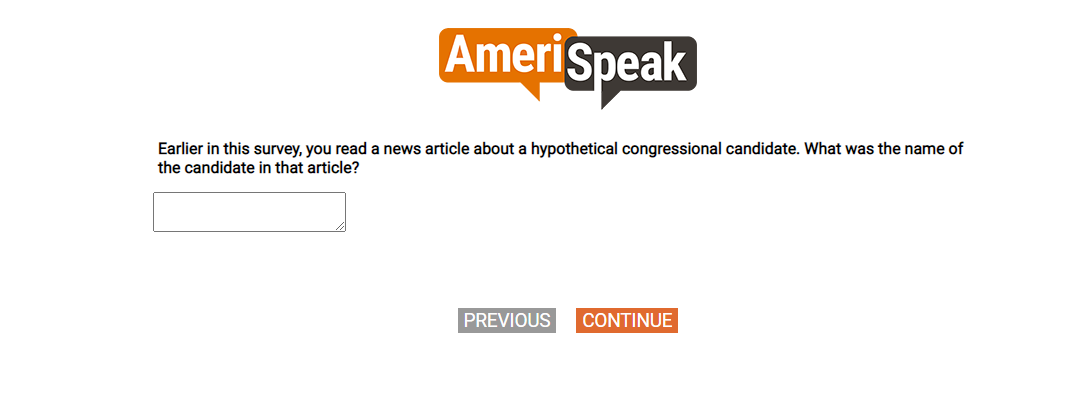 AmeriSpeak
Earlier in this survey, you read a news article about a hypothetical congressional candidate. What was the name of
the candidate in that article?
PREVIOUS CONTINUE